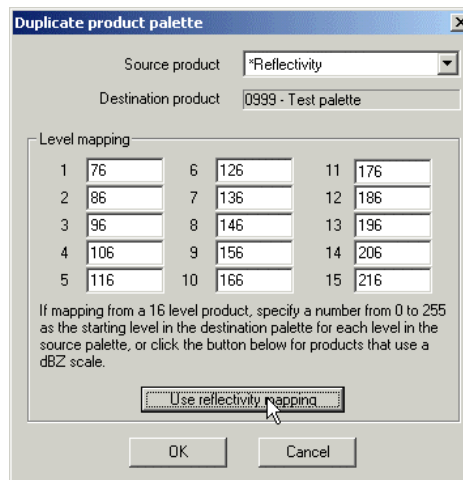 Duplicate product palette
Source product *Reflectivity
Destination product 0999 - Test palette
Level mapping
1 76 6 126 11 176
2 86 7 136 12 186
3 96 8 146 13 196
4 106 9 156 14 206
5 116 10 166 15 216
If mapping from a 16 level product, specify a number from 0 to 255
as the starting level in the destination palette for each level in the
source palette, or click the button below for products that use a
dBZ scale.
Use reflectivity mapping
OK Cancel